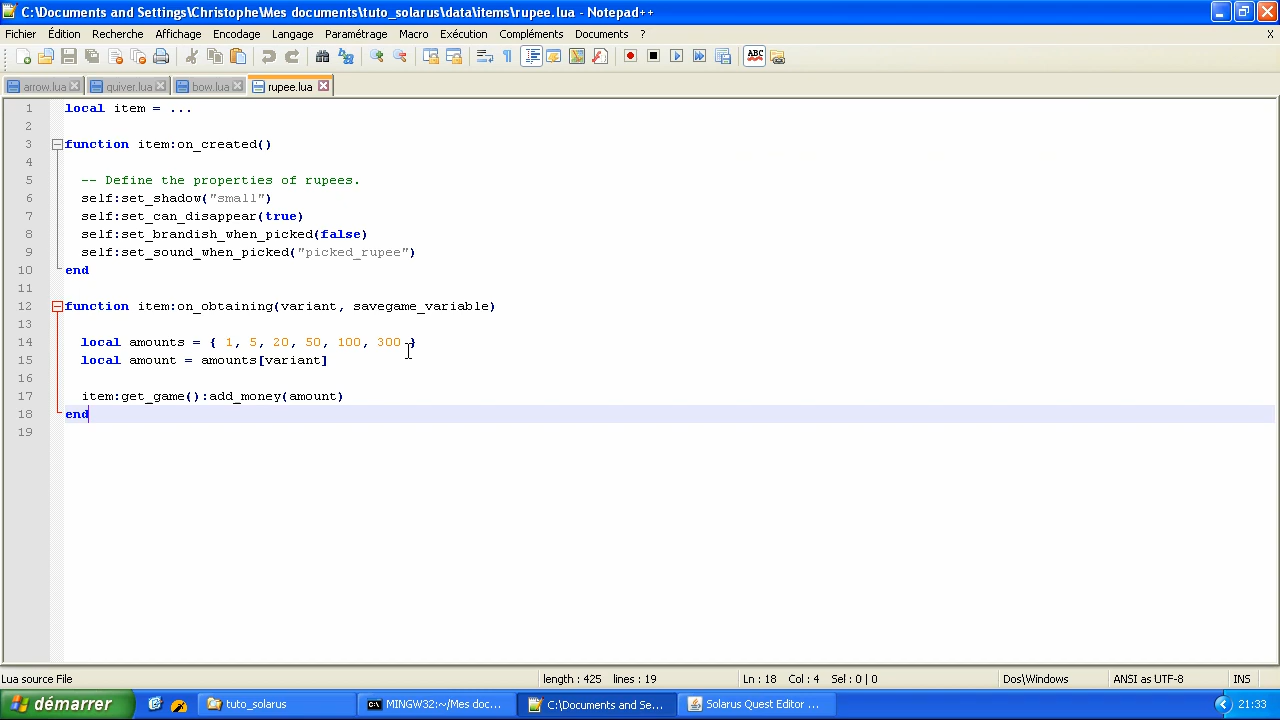 C:\Documents and Settings\Christophe\Mes documents\tuto_solarus\data\items\rupee.lua - Notepad++
Fichier Édition Recherche Affichage Encodage Langage Paramétrage Macro Exécution Compléments Documents ? X
ABC
arrow.lua quiver.lua bow.lua rupee.lua
1 local item = ...
2
3 function item:on_created()
4
5 -- Define the properties of rupees.
6 self:set_shadow("small")
7 self:set_can_disappear(true)
8 self:set_brandish_when_picked(false)
9 self:set_sound_when_picked("picked_rupee")
10 end
11
12 function item:on_obtaining(variant, savegame_variable)
13
14 local amounts = { 1, 5, 20, 50, 100, 300 }
15 local amount = amounts[variant]
16
17 item:get_game():add_money(amount)
18 end
19
Lua source File length : 425 lines : 19 Ln : 18 Col : 4 Sel : 0 | 0 Dos\Windows ANSI as UTF-8 INS
démarrer tuto_solarus MINGW32:~/Mes doc... C:\Documents and Se... Solarus Quest Editor ... 21:33